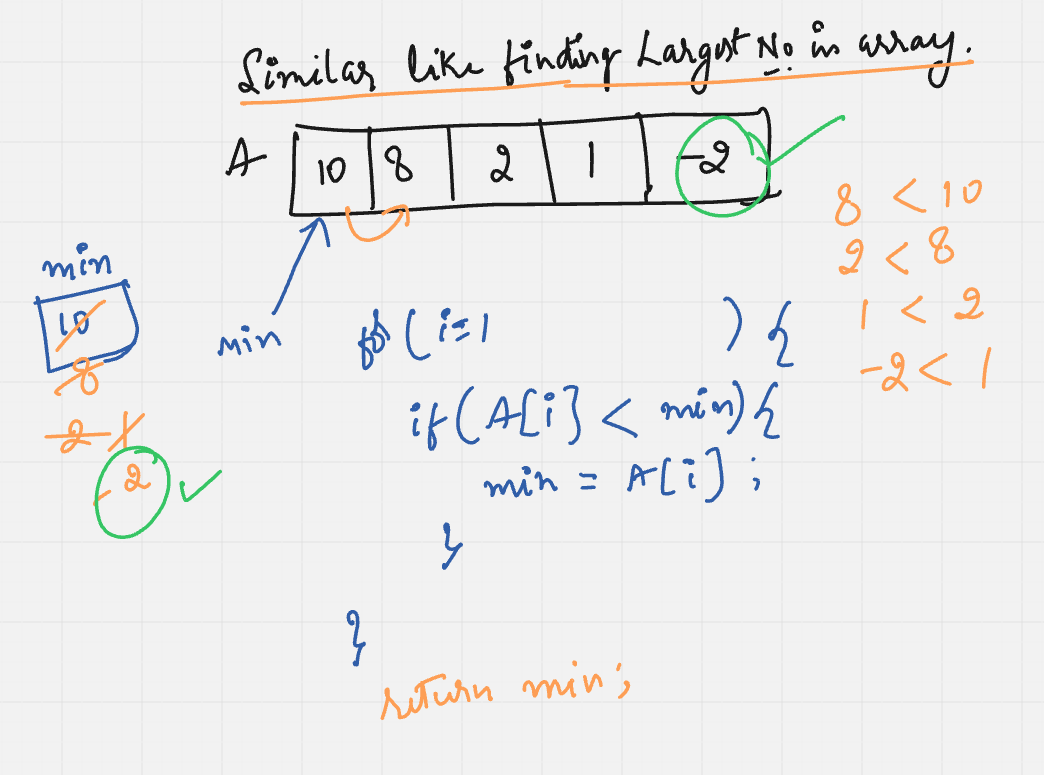 Similar like finding Largest No. in array.
A 10 8 2 1 -2
8 < 10
2 < 8
1 < 2
-2 < 1
min
10
8
2 1
-2
min
for ( i=1 ) {
if ( A[i] < min) {
min = A[i] ;
}
}
return min;